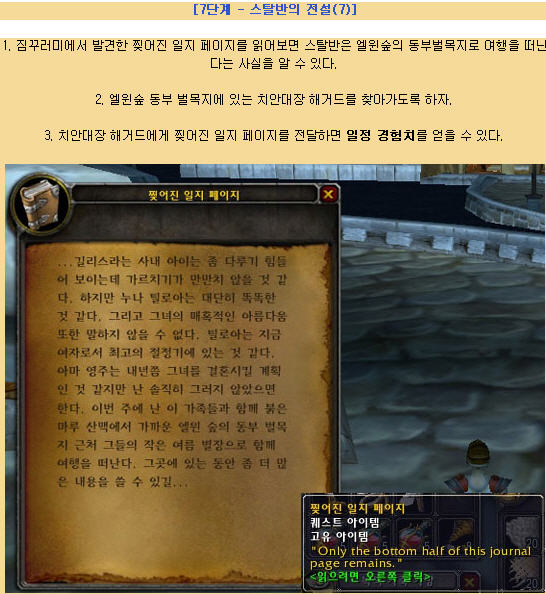 [7단계 - 스탈반의 전설(7)]
1. 짐꾸러미에서 발견한 찢어진 일지 페이지를 읽어보면 스탈반은 엘윈숲의 동부벌목지로 여행을 떠난
다는 사실을 알 수 있다.
2. 엘윈숲 동부 벌목지에 있는 치안대장 해거드를 찾아가도록 하자.
3. 치안대장 해거드에게 찢어진 일지 페이지를 전달하면 일정 경험치를 얻을 수 있다.
찢어진 일지 페이지
...길리스라는 사내 아이는 좀 다루기 힘들
어 보이는데 가르치기가 만만치 않을 것 같
다. 하지만 누나 틸로아는 대단히 똑똑한
것 같다. 그리고 그녀의 매혹적인 아름다움
또한 말하지 않을 수 없다. 틸로아는 지금
여자로서 최고의 절정기에 있는 것 같다.
아마 영주는 내년쯤 그녀를 결혼시킬 계획
인 것 같지만 난 솔직히 그러지 않았으면
한다. 이번 주에 난 이 가족들과 함께 붉은
마루 산맥에서 가까운 엘윈 숲의 동부 벌목
지 근처 그들의 작은 여름 별장으로 함께
여행을 떠난다. 그곳에 있는 동안 좀 더 많
은 내용을 쓸 수 있길...
찢어진 일지 페이지
퀘스트 아이템
고유 아이템
"Only the bottom half of this journal
page remains."
<읽으려면 오른쪽 클릭>
20
5
5
8
20